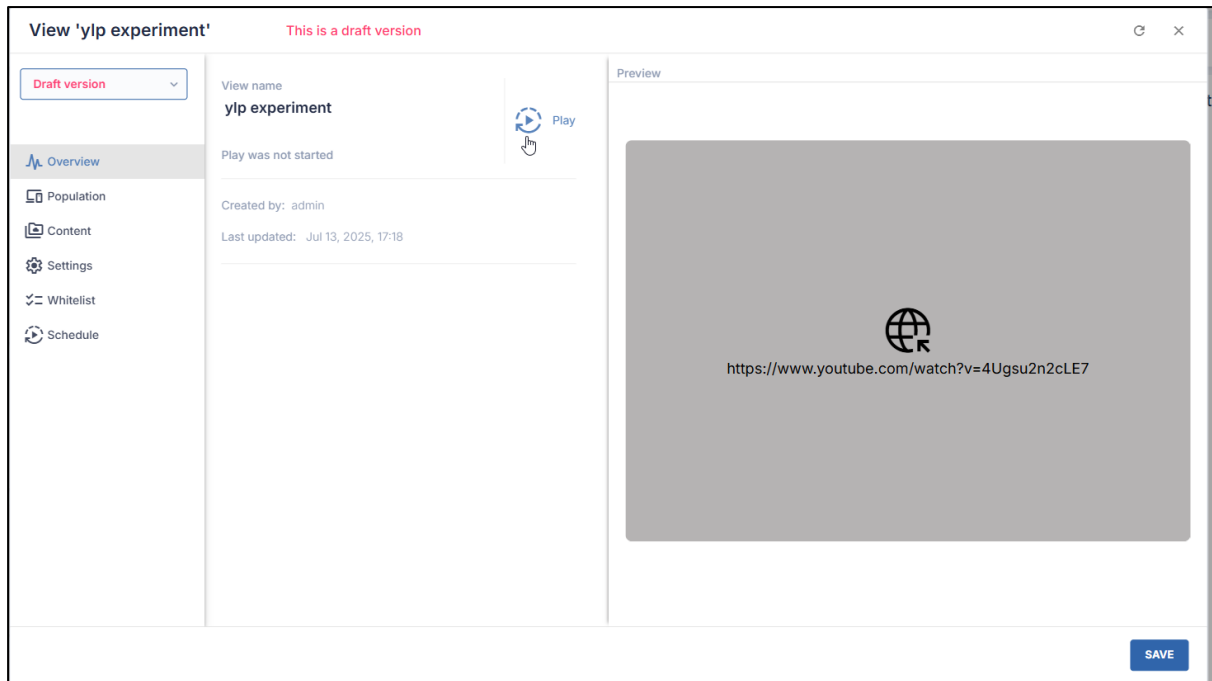 View 'ylp experiment'
This is a draft version
Draft version
Overview
Population
Content
Settings
Whitelist
Schedule
View name
ylp experiment
Play
Play was not started
Created by: admin
Last updated: Jul 13, 2025, 17:18
Preview
https://www.youtube.com/watch?v=4Ugsu2n2cLE7
SAVE